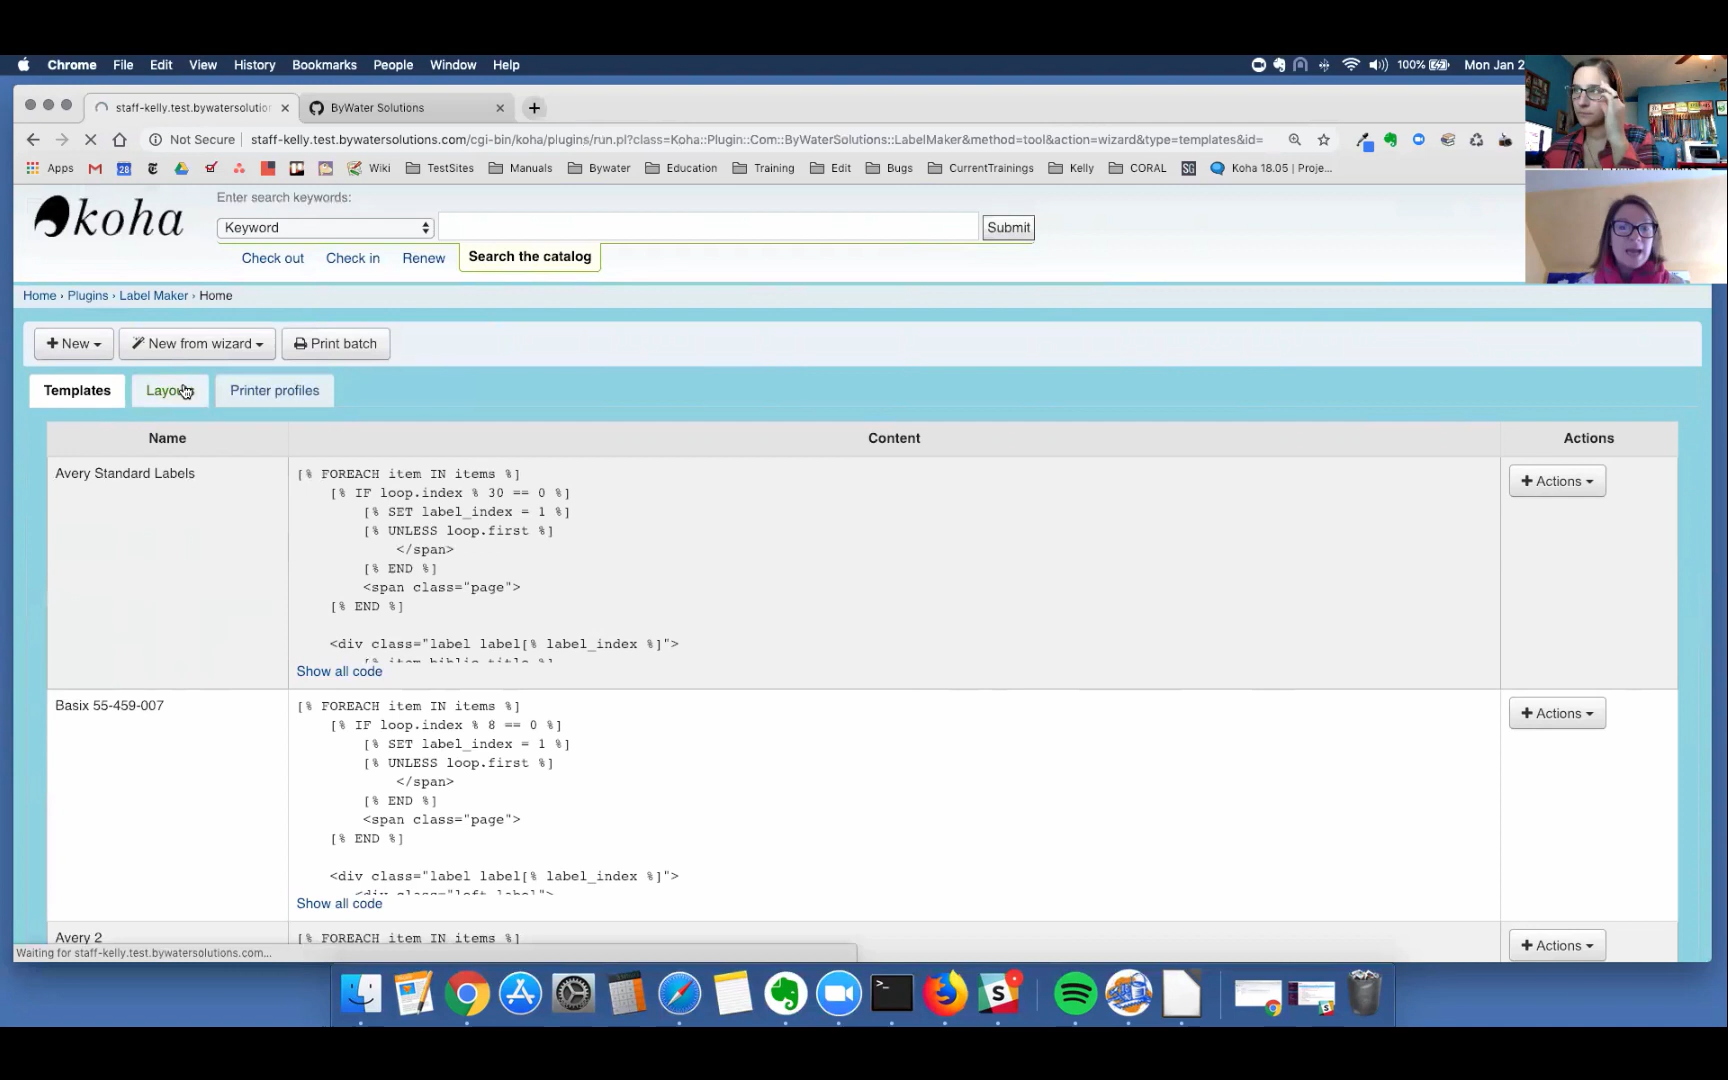 Chrome File Edit View History Bookmarks People Window Help 100% Mon Jan 2
staff-kelly.test.bywatersolution ByWater Solutions
Not Secure staff-kelly.test.bywatersolutions.com/cgi-bin/koha/plugins/run.pl?class=Koha::Plugin::Com::ByWaterSolutions::LabelMaker&method=tool&action=wizard&type=templates&id=
Apps Wiki TestSites Manuals Bywater Education Training Edit Bugs CurrentTrainings Kelly CORAL SG Koha 18.05 | Proje...
koha
Enter search keywords:
Keyword Submit
Check out Check in Renew Search the catalog
Home › Plugins › Label Maker › Home
+ New New from wizard Print batch
Templates Printer profiles
Name Content Actions
Avery Standard Labels
[% FOREACH item IN items %]
[% IF loop.index % 30 == 0 %]
[% SET label_index = 1 %]
[% UNLESS loop.first %]
</span>
[% END %]
<span class="page">
[% END %]
<div class="label label[% label_index %]">
[% item.biblio.title %]
Show all code
+ Actions
Basix 55-459-007
[% FOREACH item IN items %]
[% IF loop.index % 8 == 0 %]
[% SET label_index = 1 %]
[% UNLESS loop.first %]
</span>
[% END %]
<span class="page">
[% END %]
<div class="label label[% label_index %]">
<div class="left_label">
Show all code
+ Actions
Avery 2
[% FOREACH item IN items %]
+ Actions
Waiting for staff-kelly.test.bywatersolutions.com...